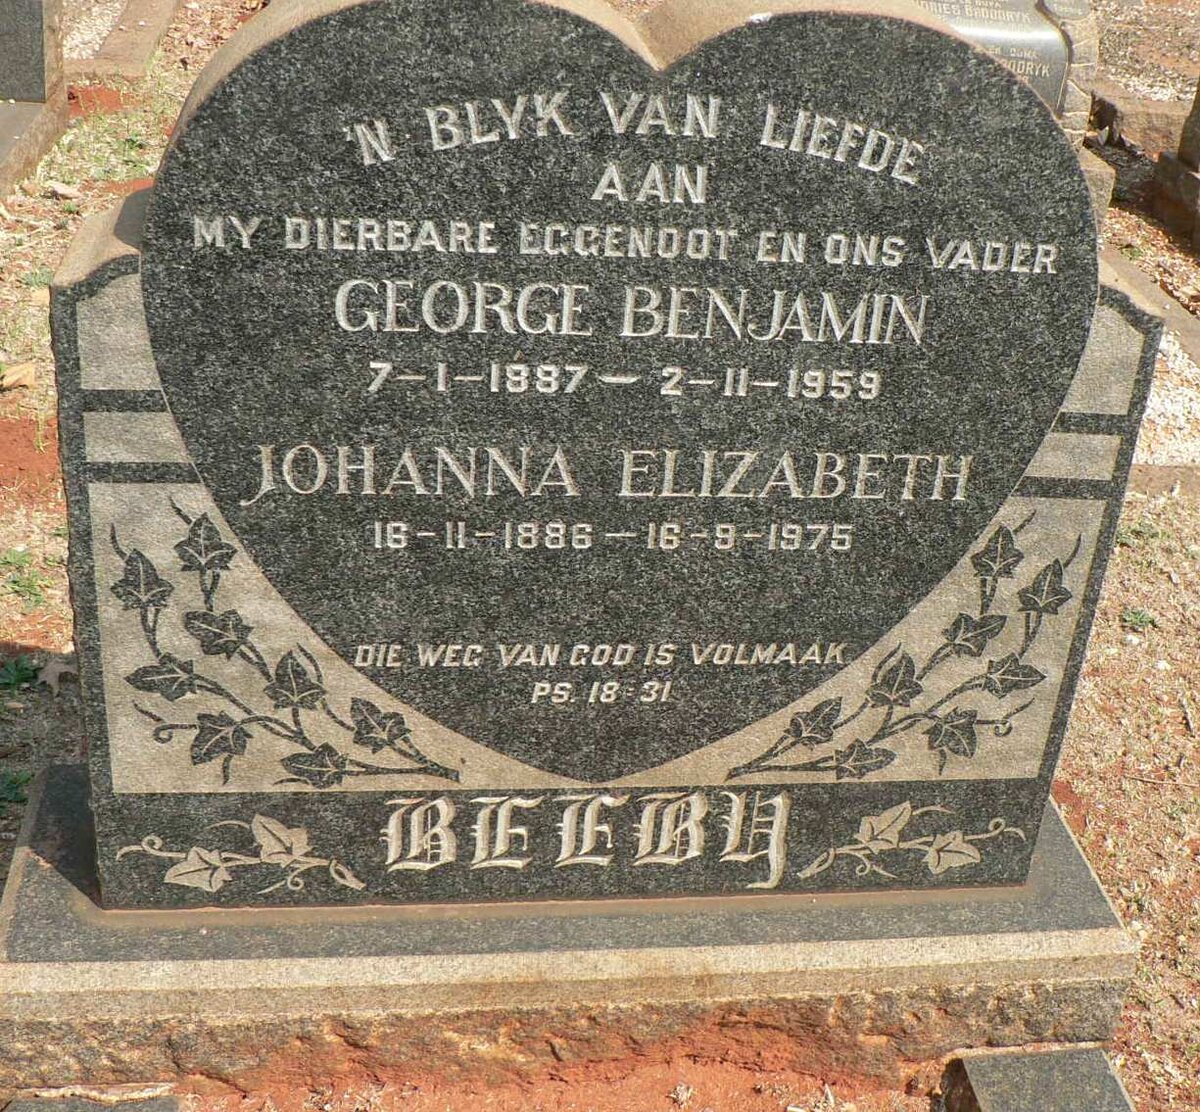 'N BLYK VAN LIEFDE
AAN
MY DIERBARE EGGENOOT EN ONS VADER
GEORGE BENJAMIN
7-1-1887 - 2-11-1959
JOHANNA ELIZABETH
16-11-1886 - 16-9-1975
DIE WEG VAN GOD IS VOLMAAK
PS. 18:31
BEEBY